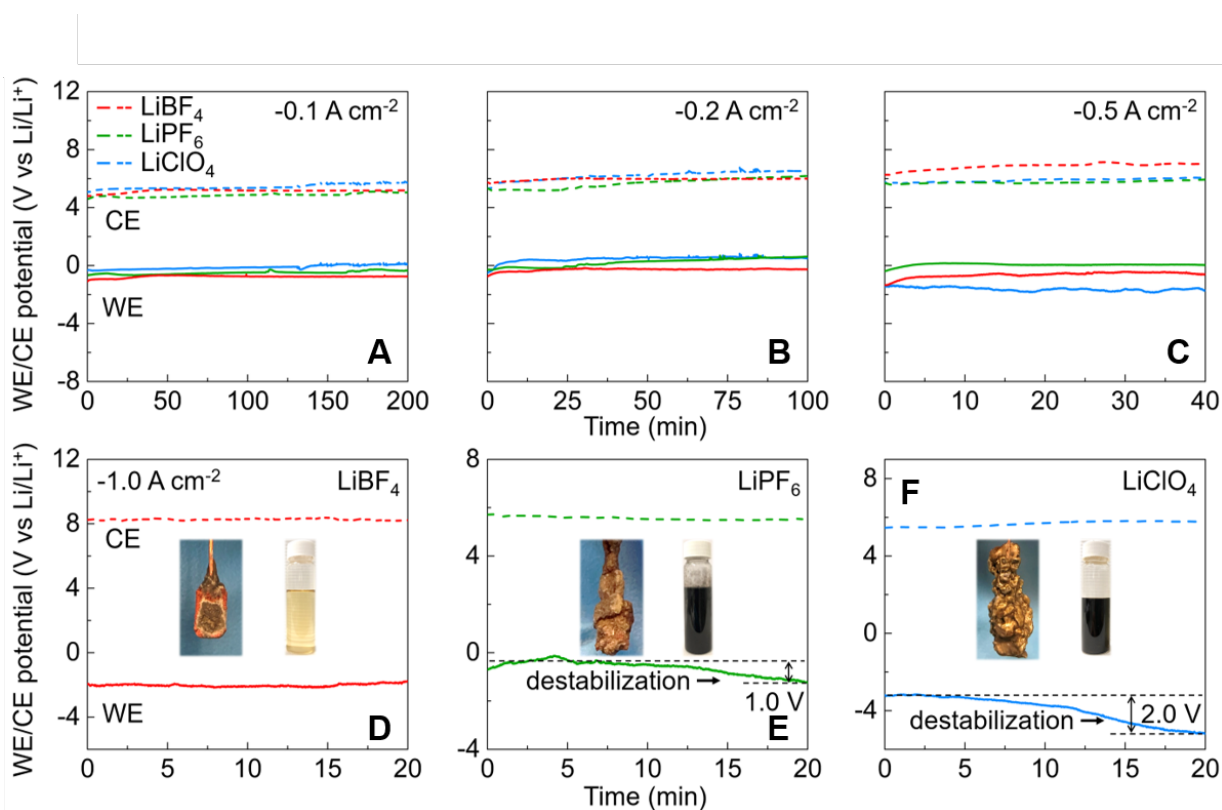 WE/CE potential (V vs Li/Li⁺)
12
8
4
0
-4
-8
LiBF₄
LiPF₆
LiClO₄
-0.1 A cm⁻²
CE
WE
A
0 50 100 150 200
-0.2 A cm⁻²
B
0 25 50 75 100
-0.5 A cm⁻²
C
0 10 20 30 40
Time (min)
WE/CE potential (V vs Li/Li⁺)
12
8
4
0
-4
-1.0 A cm⁻²
LiBF₄
CE
WE
D
0 5 10 15 20
8
4
0
-4
LiPF₆
destabilization
1.0 V
E
0 5 10 15 20
8
4
0
-4
F
LiClO₄
destabilization
2.0 V
0 5 10 15 20
Time (min)